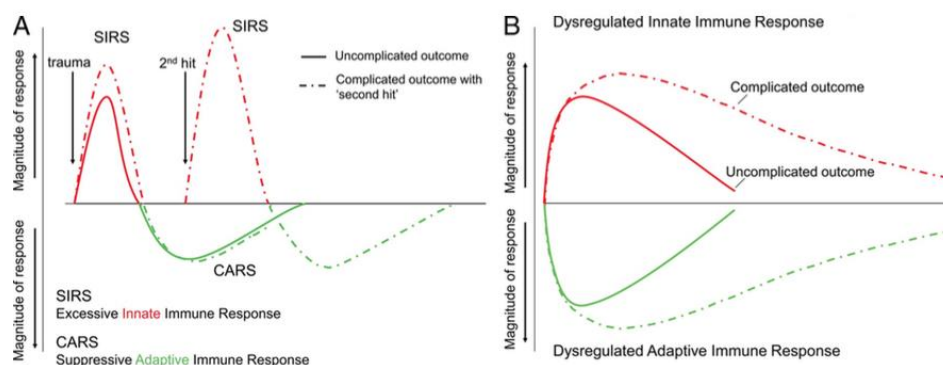 A
SIRS
SIRS
trauma
2nd hit
Uncomplicated outcome
Complicated outcome with
'second hit'
Magnitude of response
Magnitude of response
CARS
SIRS
Excessive Innate Immune Response
CARS
Suppressive Adaptive Immune Response
B
Dysregulated Innate Immune Response
Complicated outcome
Uncomplicated outcome
Magnitude of response
Magnitude of response
Dysregulated Adaptive Immune Response